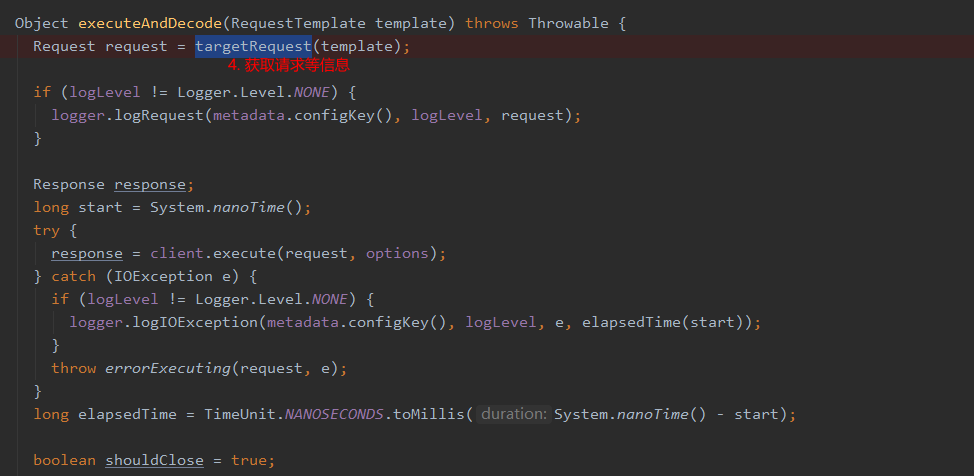 Object executeAndDecode(RequestTemplate template) throws Throwable {
Request request = targetRequest(template);
4. 获取请求等信息
if (logLevel != Logger.Level.NONE) {
logger.logRequest(metadata.configKey(), logLevel, request);
}
Response response;
long start = System.nanoTime();
try {
response = client.execute(request, options);
} catch (IOException e) {
if (logLevel != Logger.Level.NONE) {
logger.logIOException(metadata.configKey(), logLevel, e, elapsedTime(start));
}
throw errorExecuting(request, e);
}
long elapsedTime = TimeUnit.NANOSECONDS.toMillis( duration: System.nanoTime() - start);
boolean shouldClose = true;